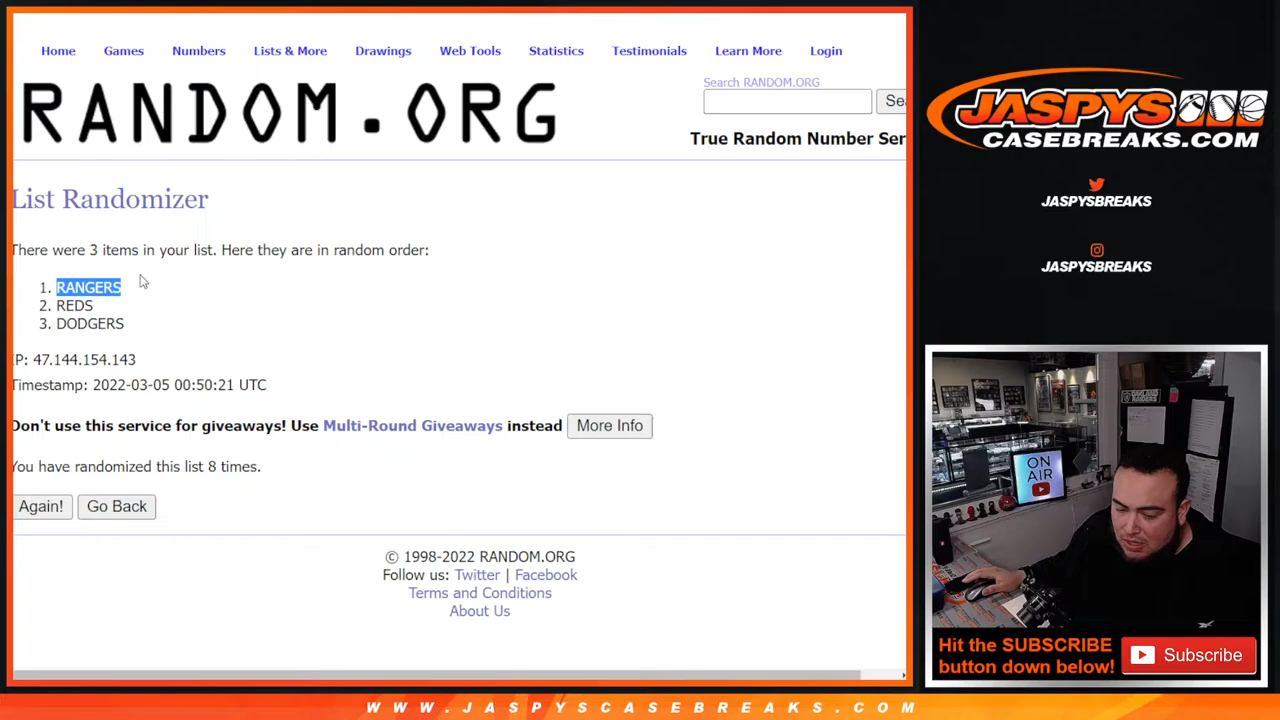 Home Games Numbers Lists & More Drawings Web Tools Statistics Testimonials Learn More Login
RANDOM.ORG
Search RANDOM.ORG
Sea
True Random Number Ser
List Randomizer
There were 3 items in your list. Here they are in random order:
1. RANGERS
2. REDS
3. DODGERS
IP: 47.144.154.143
Timestamp: 2022-03-05 00:50:21 UTC
Don't use this service for giveaways! Use Multi-Round Giveaways instead More Info
You have randomized this list 8 times.
Again! Go Back
© 1998-2022 RANDOM.ORG
Follow us: Twitter | Facebook
Terms and Conditions
About Us
JASPYS
CASEBREAKS.COM
JASPYSBREAKS
JASPYSBREAKS
OAKLAND
RAIDERS
ON
AIR
Hit the SUBSCRIBE
button down below!
Subscribe
WWW.JASPYSCASEBREAKS.COM